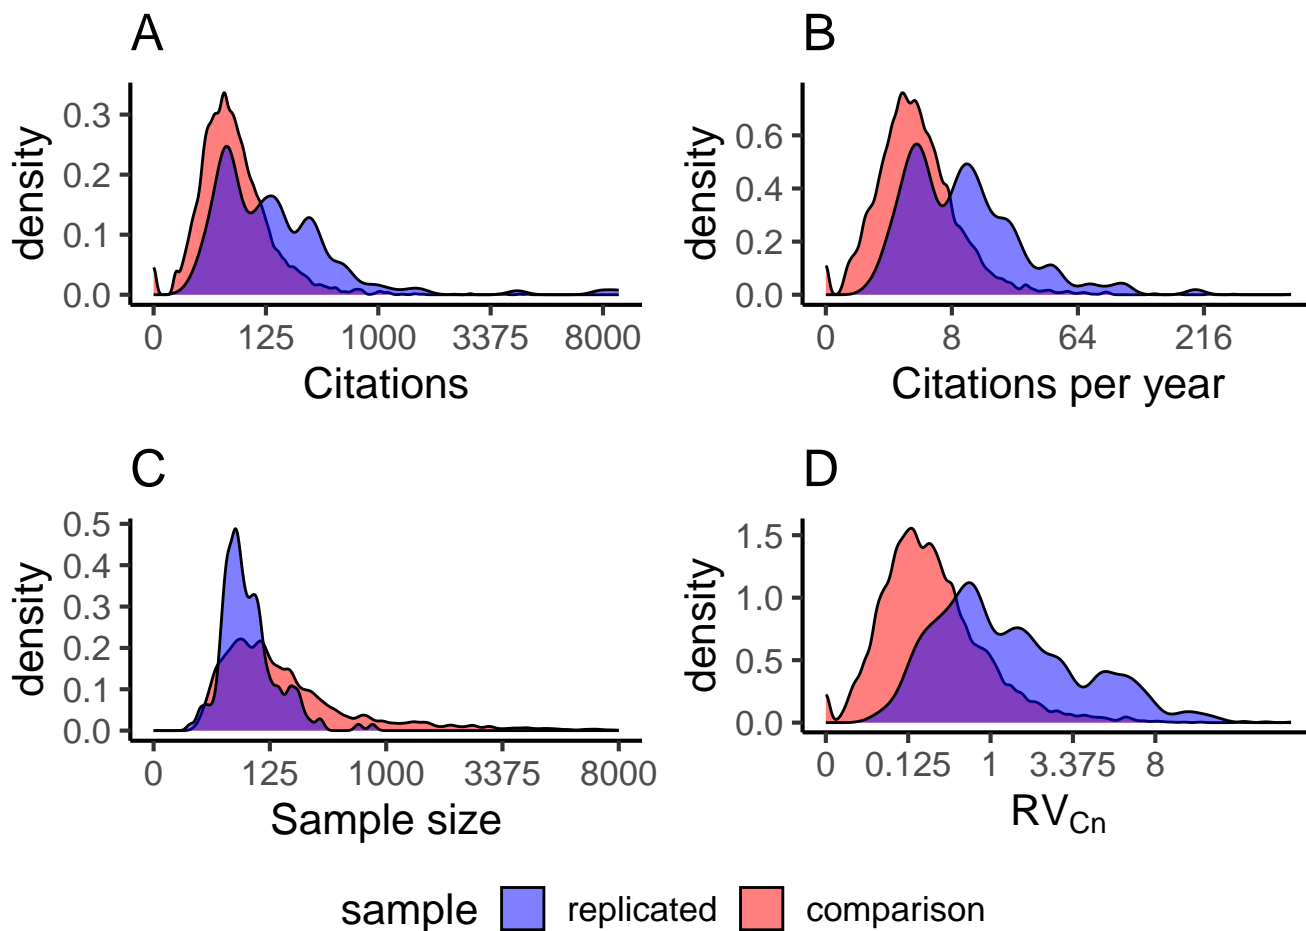 A
density
0.3
0.2
0.1
0.0
0 125 1000 3375 8000
Citations
B
density
0.6
0.4
0.2
0.0
0 8 64 216
Citations per year
C
density
0.5
0.4
0.3
0.2
0.1
0.0
0 125 1000 3375 8000
Sample size
D
density
1.5
1.0
0.5
0.0
0 0.125 1 3.375 8
RVCn
sample replicated comparison